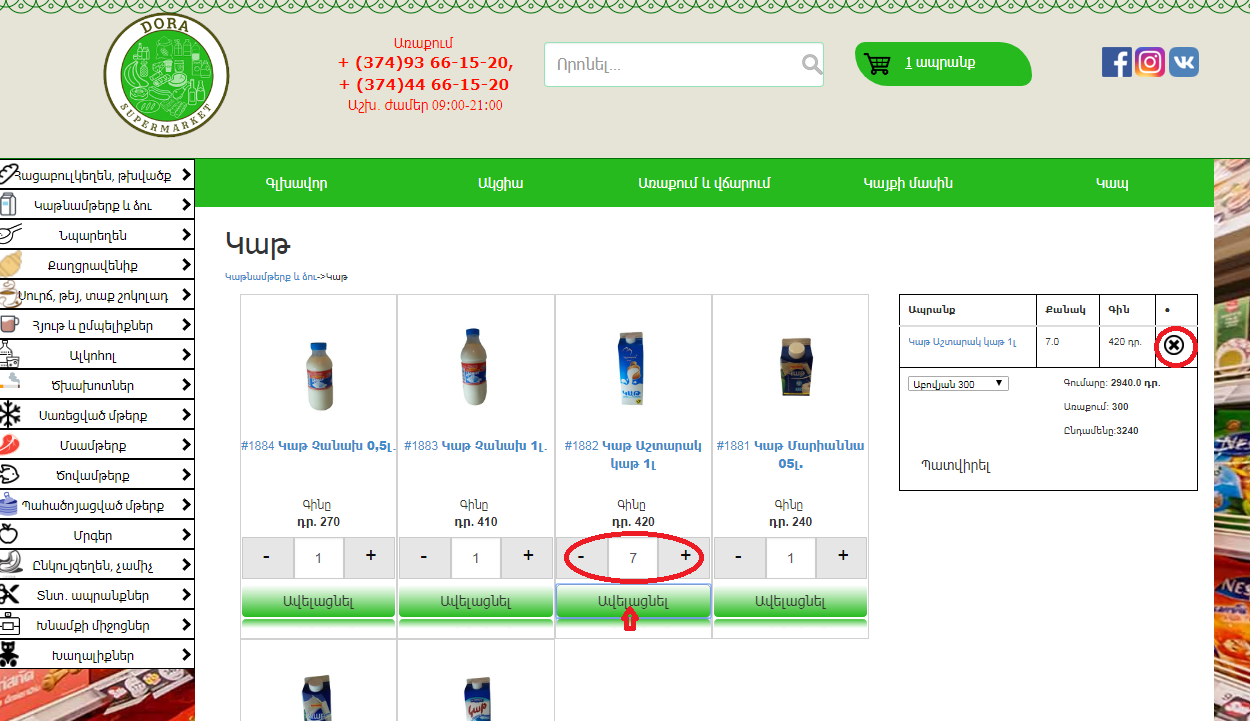 DORA
SUPERMARKET
Առաքում
+ (374)93 66-15-20,
+ (374)44 66-15-20
Աշխ. ժամեր 09:00-21:00
Որոնել...
1 ապրանք
Հացաբուլկեղեն, թխվածք
Կաթնամթերք և ձու
Նպարեղեն
Քաղցրավենիք
Սուրճ, թեյ, տաք շոկոլադ
Հյութ և ըմպելիքներ
Ալկոհոլ
Ծխախոտներ
Սառեցված մթերք
Մսամթերք
Ծովամթերք
Պահածոյացված մթերք
Մրգեր
Ընկույզեղեն, չամիչ
Տնտ. ապրանքներ
Խնամքի միջոցներ
Խաղալիքներ
Գլխավոր
Ակցիա
Առաքում և վճարում
Կայքի մասին
Կապ
Կաթ
Կաթնամթերք և ձու->Կաթ
#1884 Կաթ Չանախ 0,5լ.
Գինը
դր. 270
- 1 +
Ավելացնել
#1883 Կաթ Չանախ 1լ.
Գինը
դր. 410
- 1 +
Ավելացնել
#1882 Կաթ Աշտարակ
կաթ 1լ
Գինը
դր. 420
- 7 +
Ավելացնել
#1881 Կաթ Մարիաննա
05լ.
Գինը
դր. 240
- 1 +
Ավելացնել
Ապրանք Քանակ Գին •
Կաթ Աշտարակ կաթ 1լ 7.0 420 դր.
Աբովյան 300
Գումարը: 2940.0 դր.
Առաքում: 300
Ընդամենը:3240
Պատվիրել